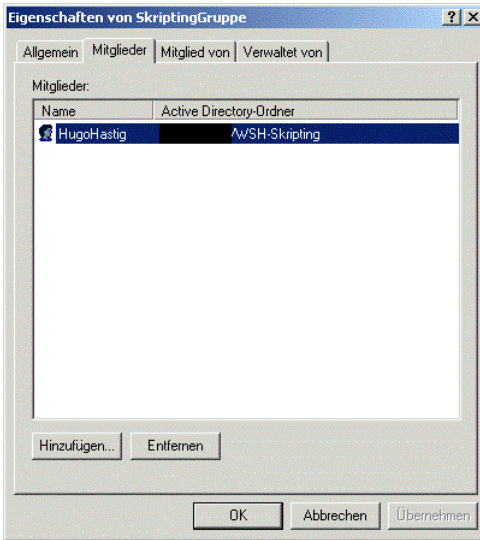 Eigenschaften von SkriptingGruppe
Allgemein Mitglieder Mitglied von Verwaltet von
Mitglieder:
Name Active Directory-Ordner
HugoHastig /WSH-Skripting
Hinzufügen... Entfernen
OK Abbrechen Übernehmen